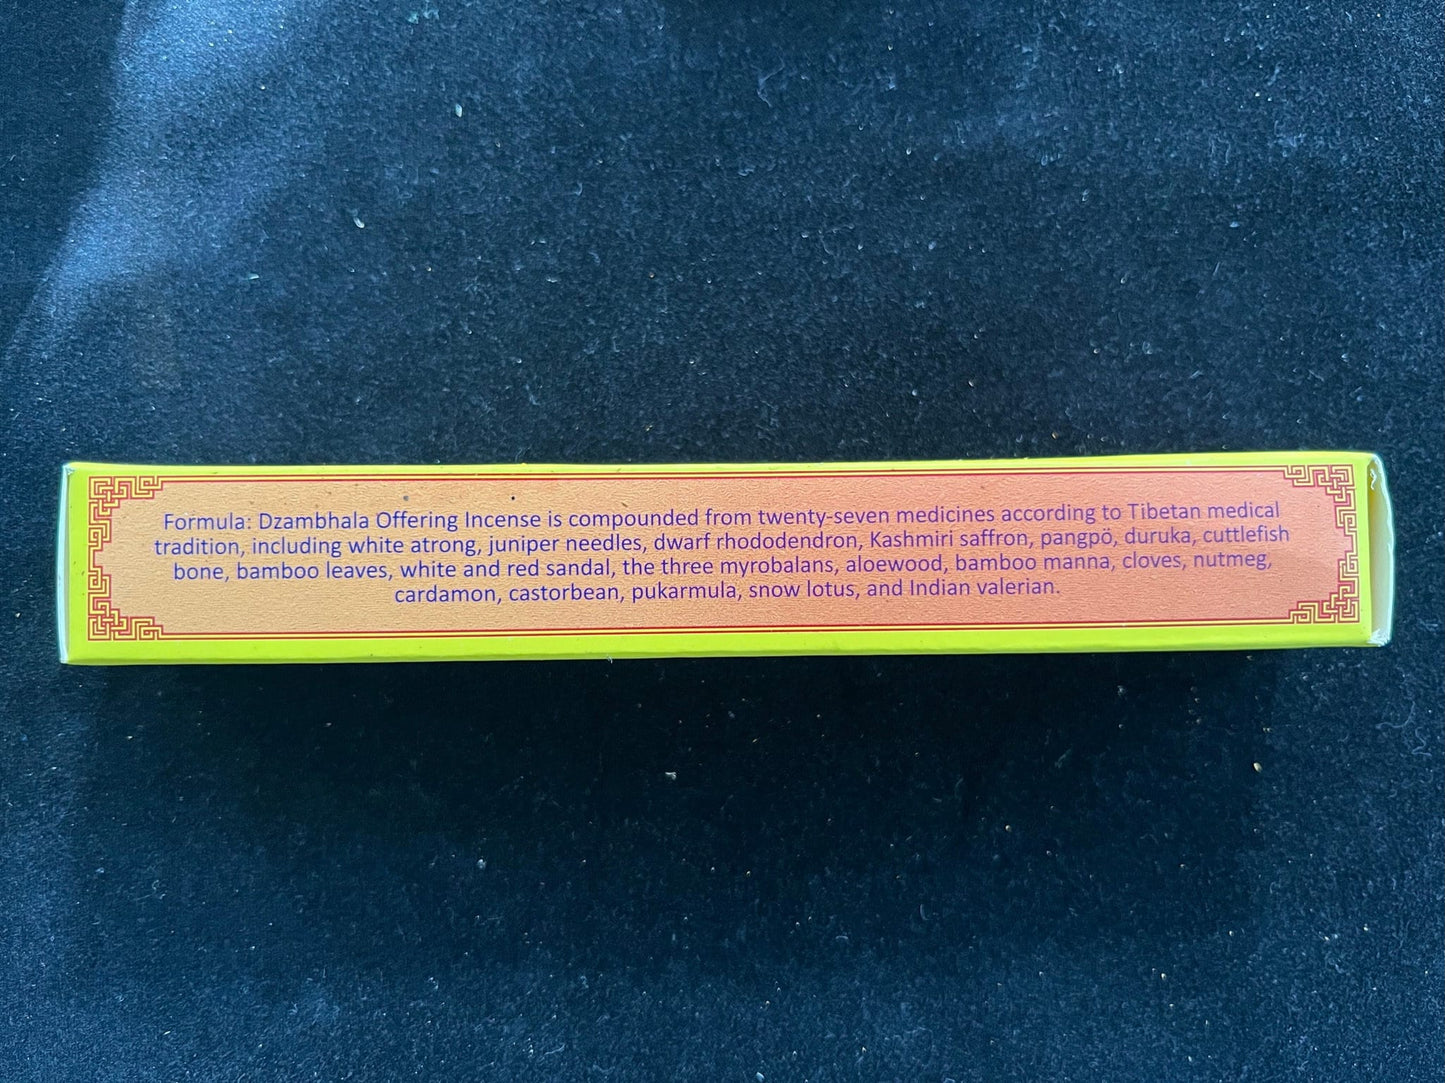 Formula: Dzambhala Offering Incense is compounded from twenty-seven medicines according to Tibetan medical
tradition, including white atrong, juniper needles, dwarf rhododendron, Kashmiri saffron, pangpö, duruka, cuttlefish
bone, bamboo leaves, white and red sandal, the three myrobalans, aloewood, bamboo manna, cloves, nutmeg,
cardamon, castorbean, pukarmula, snow lotus, and Indian valerian.